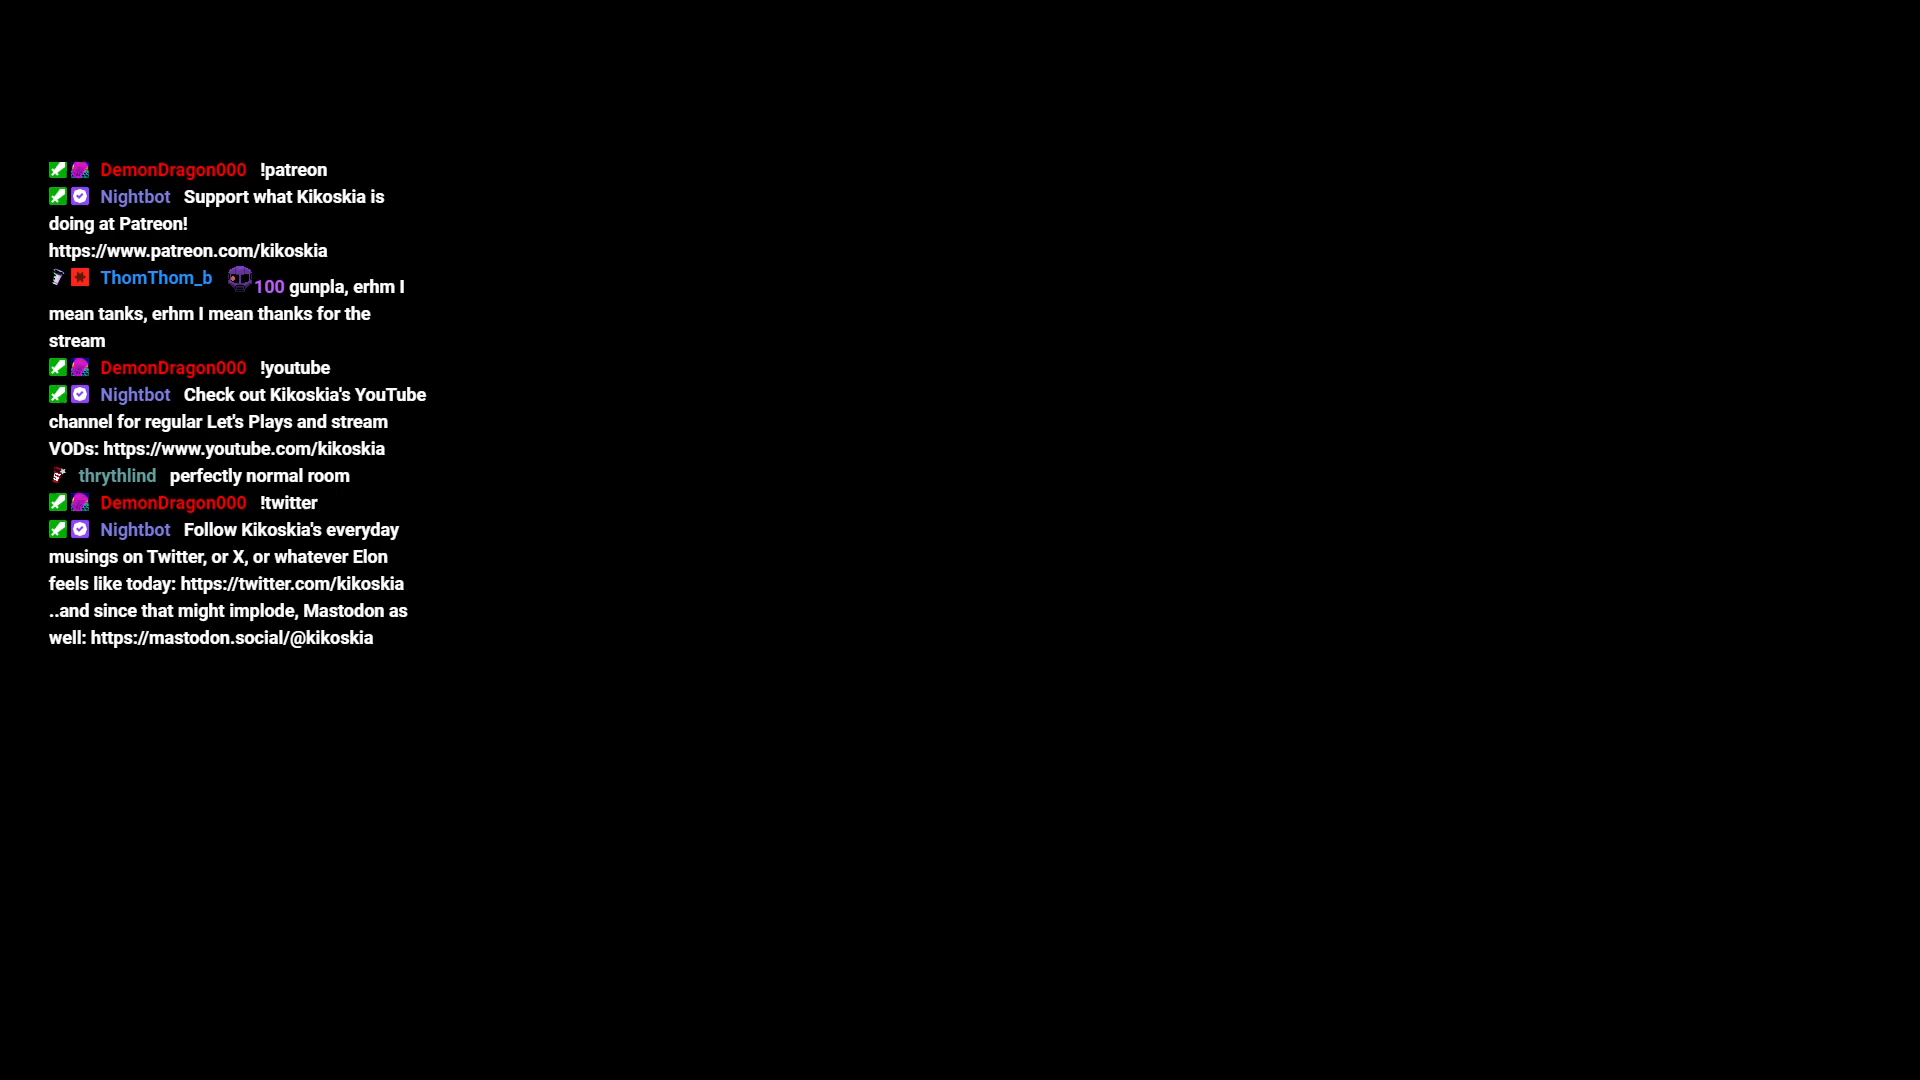 DemonDragon000 !patreon
Nightbot Support what Kikoskia is
doing at Patreon!
https://www.patreon.com/kikoskia
ThomThom_b 100 gunpla, erhm I
mean tanks, erhm I mean thanks for the
stream
DemonDragon000 !youtube
Nightbot Check out Kikoskia's YouTube
channel for regular Let's Plays and stream
VODs: https://www.youtube.com/kikoskia
thrythlind perfectly normal room
DemonDragon000 !twitter
Nightbot Follow Kikoskia's everyday
musings on Twitter, or X, or whatever Elon
feels like today: https://twitter.com/kikoskia
..and since that might implode, Mastodon as
well: https://mastodon.social/@kikoskia